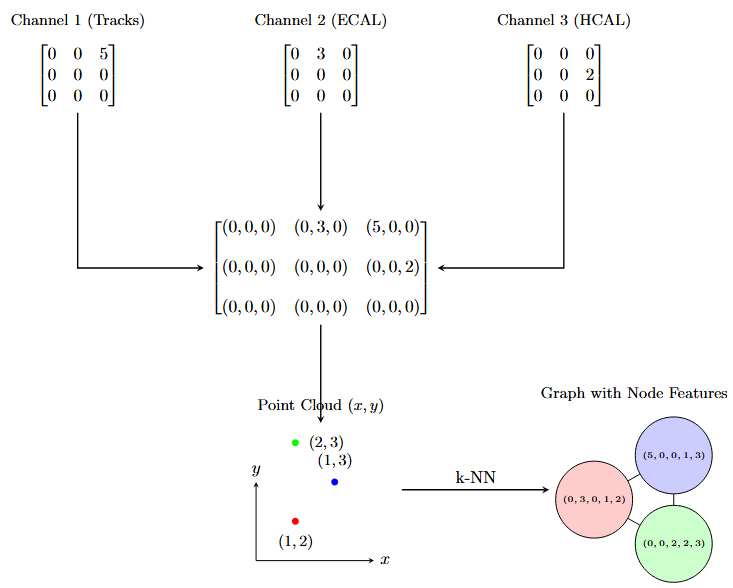 Channel 1 (Tracks)
Channel 2 (ECAL)
Channel 3 (HCAL)
0 0 5
0 0 0
0 0 0
0 3 0
0 0 0
0 0 0
0 0 0
0 0 2
0 0 0
(0, 0, 0) (0, 3, 0) (5, 0, 0)
(0, 0, 0) (0, 0, 0) (0, 0, 2)
(0, 0, 0) (0, 0, 0) (0, 0, 0)
Point Cloud (x, y)
(2, 3)
(1, 3)
y
(1, 2)
x
k-NN
Graph with Node Features
(5, 0, 0, 1, 3)
(0, 3, 0, 1, 2)
(0, 0, 2, 2, 3)